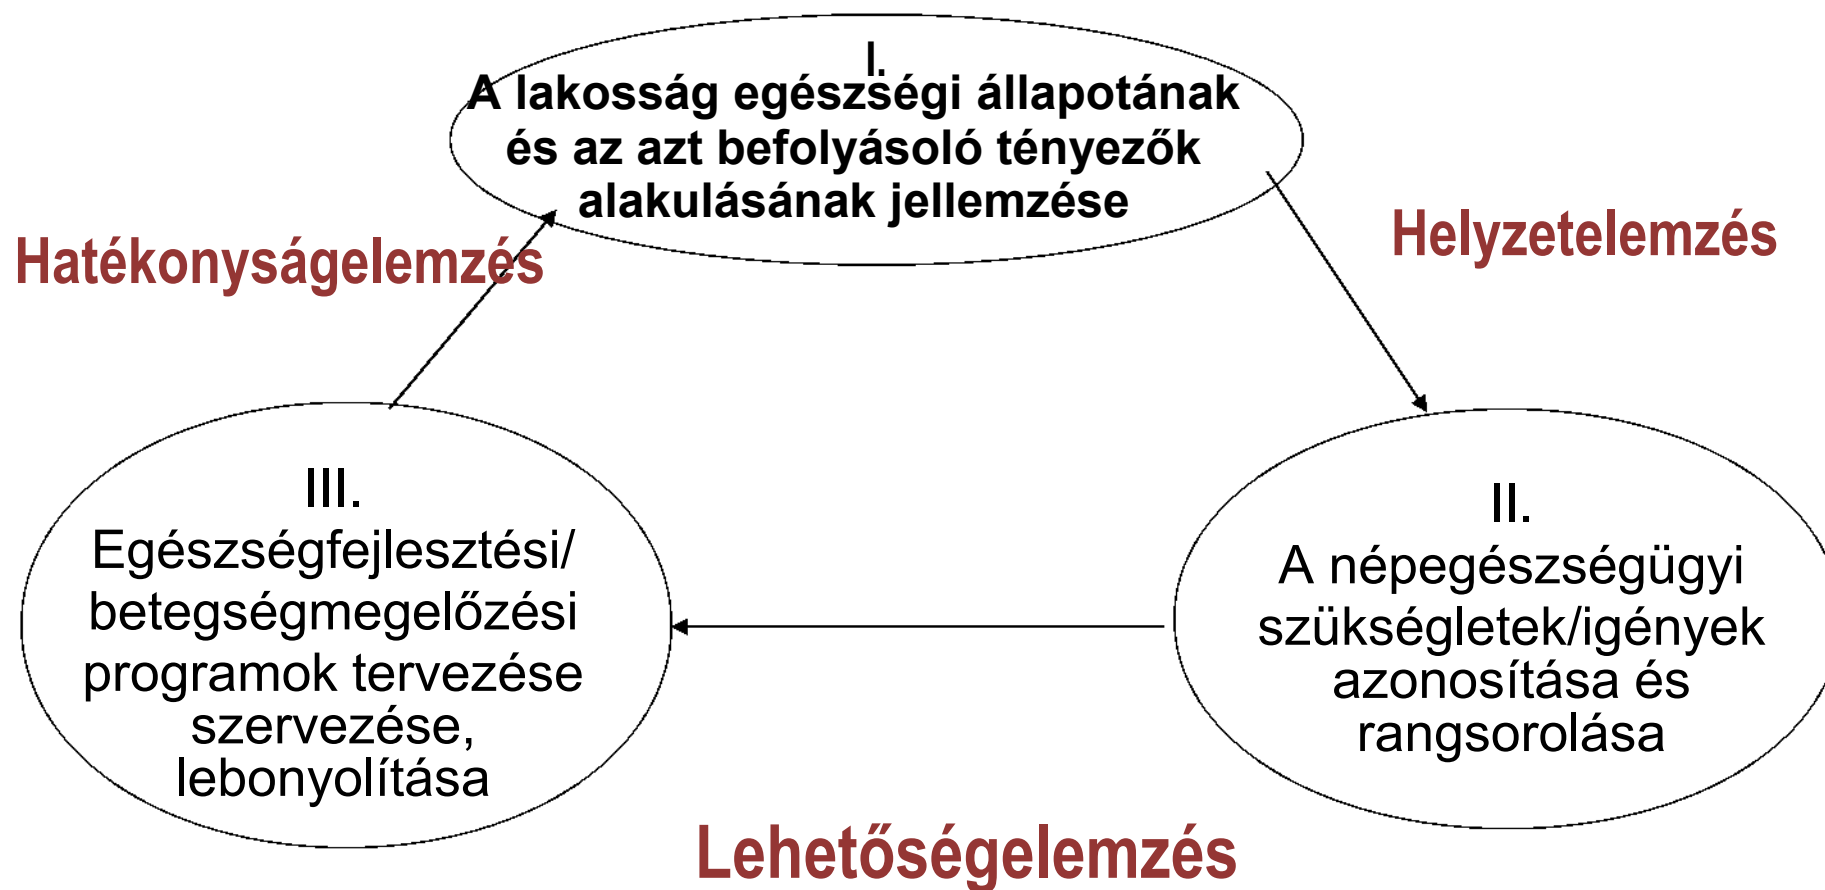 I.
A lakosság egészségi állapotának
és az azt befolyásoló tényezők
alakulásának jellemzése
Hatékonyságelemzés
Helyzetelemzés
III.
Egészségfejlesztési/
betegségmegelőzési
programok tervezése
szervezése,
lebonyolítása
II.
A népegészségügyi
szükségletek/igények
azonosítása és
rangsorolása
Lehetőségelemzés